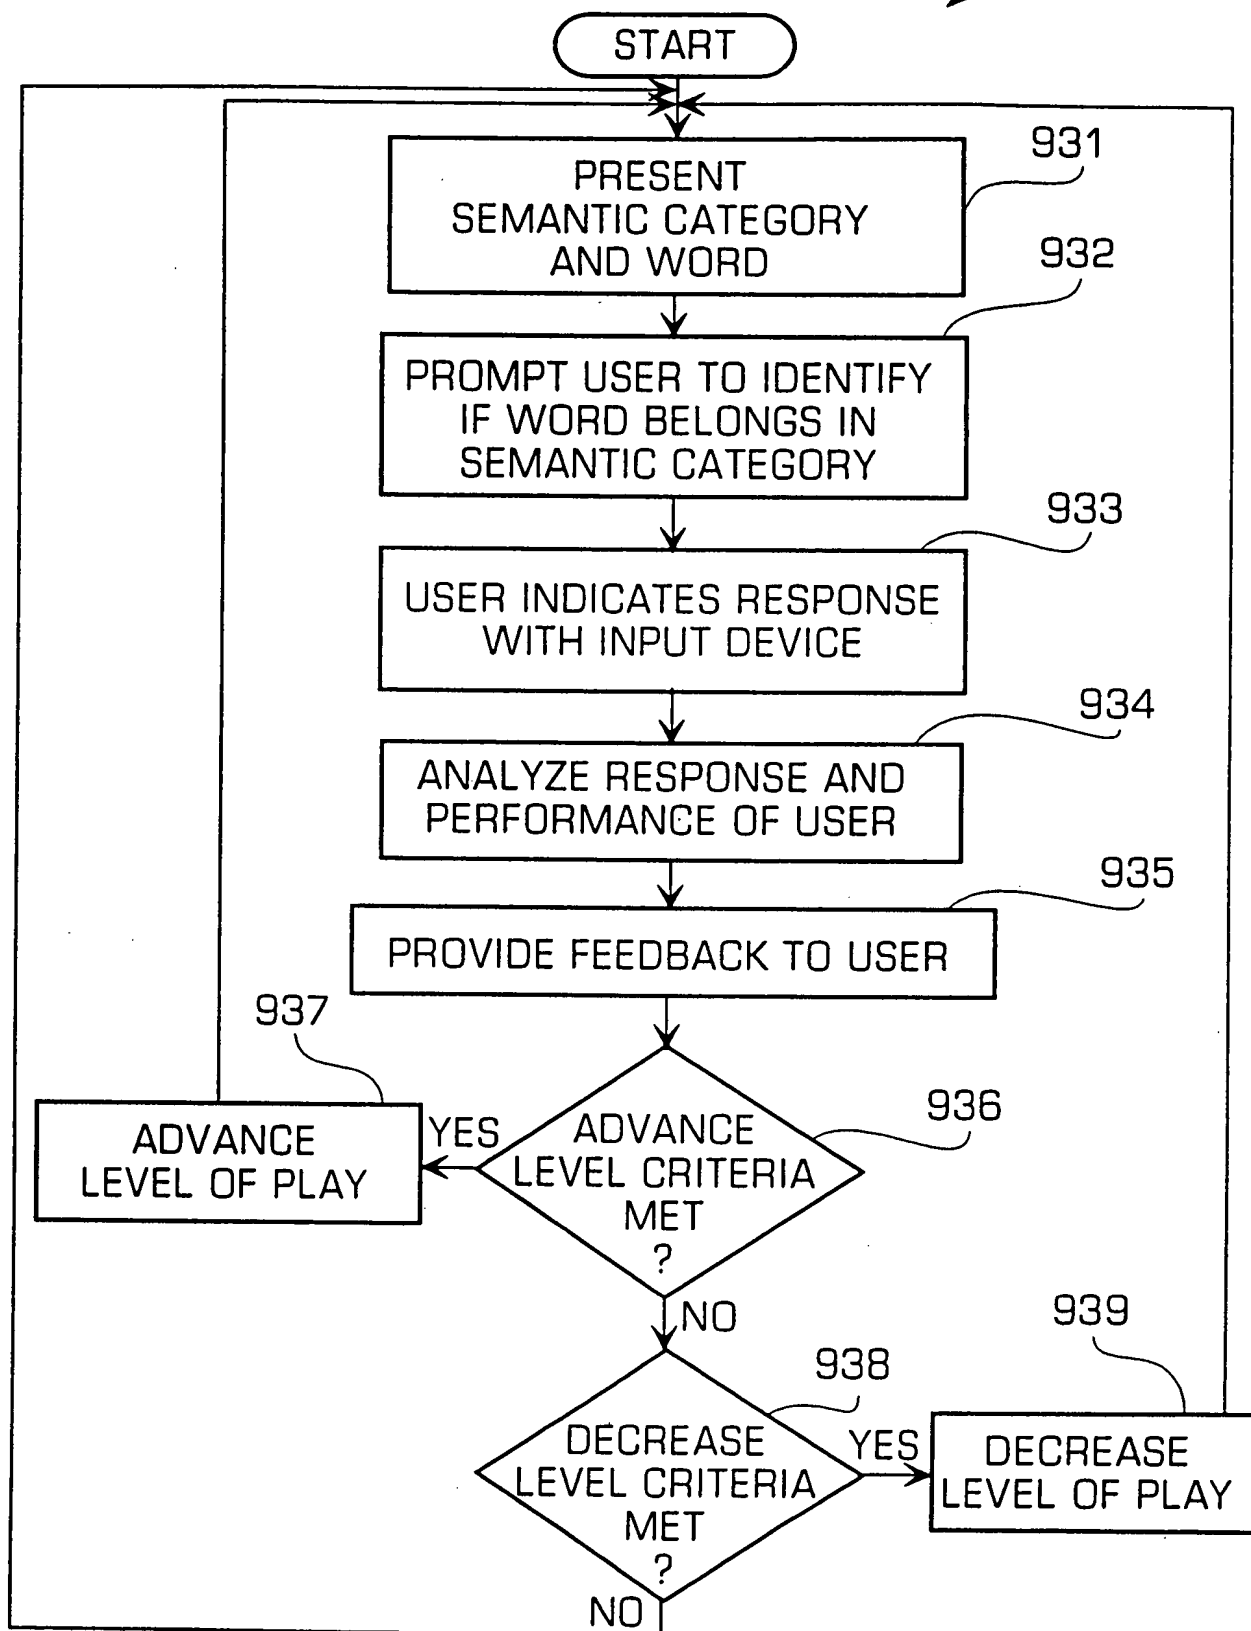 START
931
PRESENT
SEMANTIC CATEGORY
AND WORD
932
PROMPT USER TO IDENTIFY
IF WORD BELONGS IN
SEMANTIC CATEGORY
933
USER INDICATES RESPONSE
WITH INPUT DEVICE
934
ANALYZE RESPONSE AND
PERFORMANCE OF USER
935
PROVIDE FEEDBACK TO USER
937
ADVANCE
LEVEL OF PLAY
YES
936
ADVANCE
LEVEL CRITERIA
MET
?
NO
938
DECREASE
LEVEL CRITERIA
MET
?
YES
939
DECREASE
LEVEL OF PLAY
NO